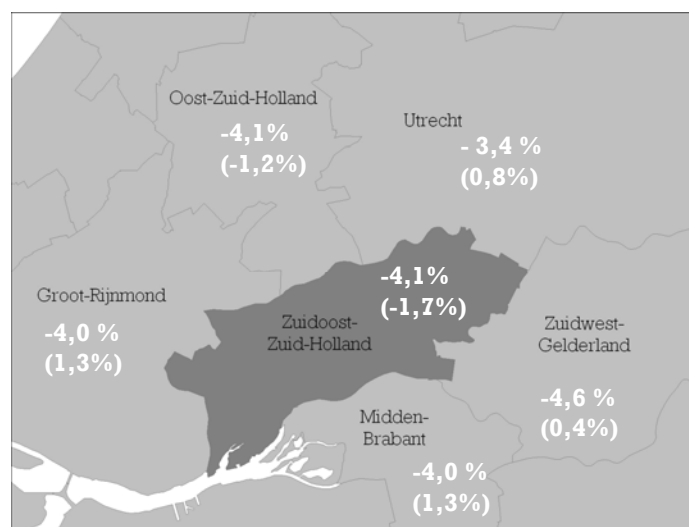 Oost-Zuid-Holland
-4,1%
(-1,2%)
Utrecht
- 3,4 %
(0,8%)
Groot-Rijnmond
-4,0 %
(1,3%)
Zuidoost-
Zuid-Holland
-4,1%
(-1,7%)
Zuidwest-
Gelderland
-4,6 %
(0,4%)
Midden-
Brabant
-4,0 %
(1,3%)